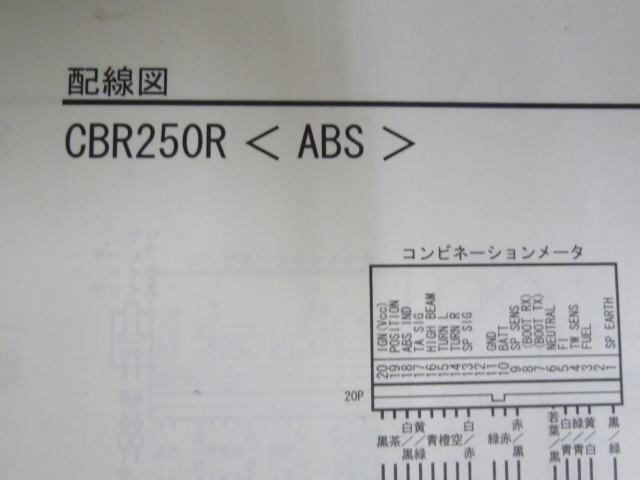 配線図
CBR250R < ABS >
コンビネーションメータ
20 IGN(Vcc)
19 POSITION
18 ABS IND
17 TA SIG
16 HIGH BEAM
15 TURN L
14 TURN R
13 SP SIG
12
11 GND
10 BATT
9 SP SENS
8 (BOOT RX)
7 (BOOT TX)
6 NEUTRAL
5 FI
4 TW SENS
3 FUEL
2
1 SP EARTH
20P
黒
茶
白/黒
黄/緑
青
橙
空
白/赤
緑
赤
赤/黒
若葉/黒
白/青
緑/青
黄/白
黒/緑